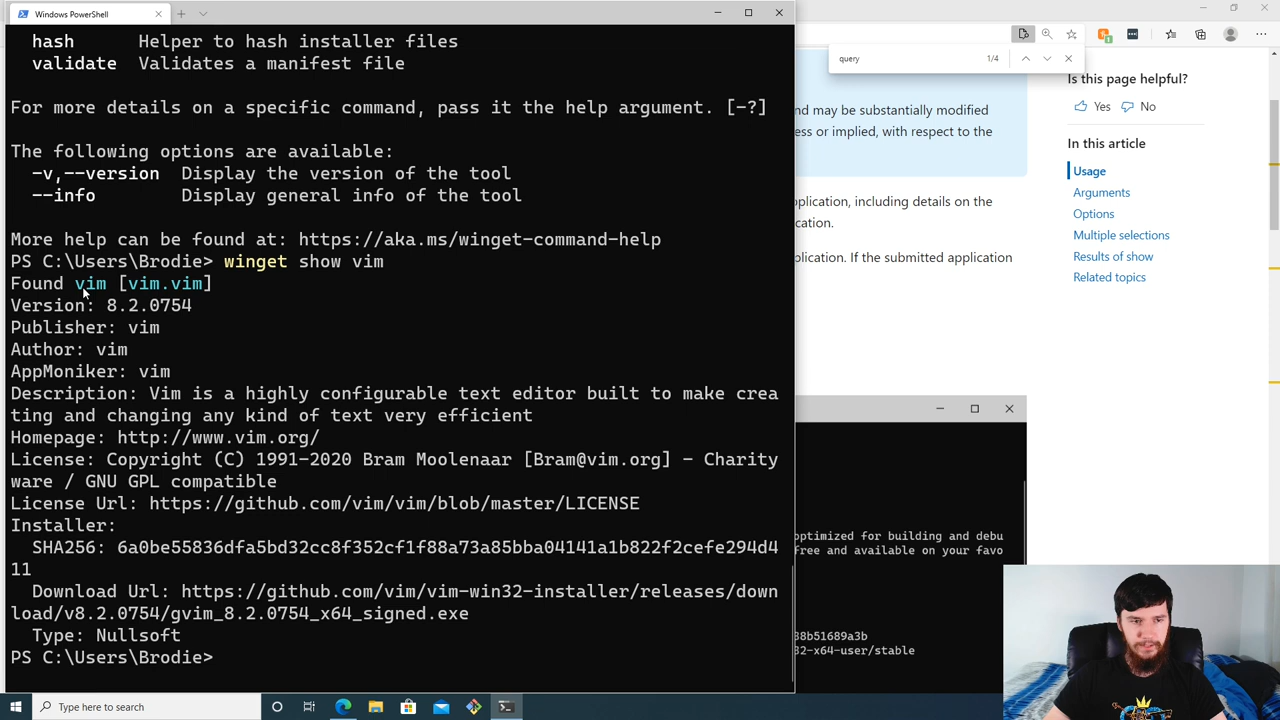 Windows PowerShell
hash Helper to hash installer files
validate Validates a manifest file
For more details on a specific command, pass it the help argument. [-?]
The following options are available:
-v,--version Display the version of the tool
--info Display general info of the tool
More help can be found at: https://aka.ms/winget-command-help
PS C:\Users\Brodie> winget show vim
Found vim [vim.vim]
Version: 8.2.0754
Publisher: vim
Author: vim
AppMoniker: vim
Description: Vim is a highly configurable text editor built to make crea
ting and changing any kind of text very efficient
Homepage: http://www.vim.org/
License: Copyright (C) 1991-2020 Bram Moolenaar [Bram@vim.org] - Charity
ware / GNU GPL compatible
License Url: https://github.com/vim/vim/blob/master/LICENSE
Installer:
SHA256: 6a0be55836dfa5bd32cc8f352cf1f88a73a85bba04141a1b822f2cefe294d4
11
Download Url: https://github.com/vim/vim-win32-installer/releases/down
load/v8.2.0754/gvim_8.2.0754_x64_signed.exe
Type: Nullsoft
PS C:\Users\Brodie>
query 1/4
nd may be substantially modified
ess or implied, with respect to the
plication, including details on the
cation.
plication. If the submitted application
Is this page helpful?
Yes No
In this article
Usage
Arguments
Options
Multiple selections
Results of show
Related topics
optimized for building and debu
free and available on your favo
38b51689a3b
32-x64-user/stable
Type here to search